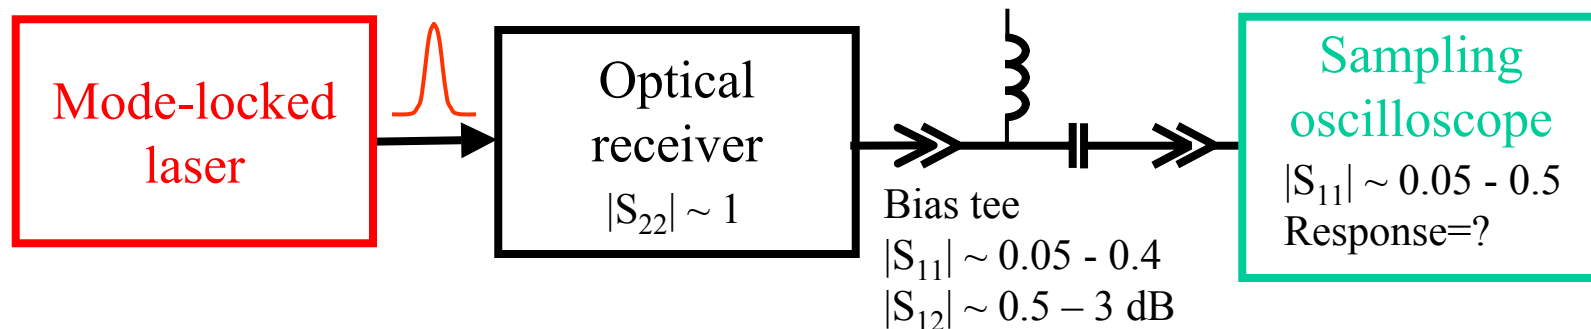 Mode-locked
laser
Optical
receiver
|S₂₂| ~ 1
Bias tee
|S₁₁| ~ 0.05 - 0.4
|S₁₂| ~ 0.5 – 3 dB
Sampling
oscilloscope
|S₁₁| ~ 0.05 - 0.5
Response=?